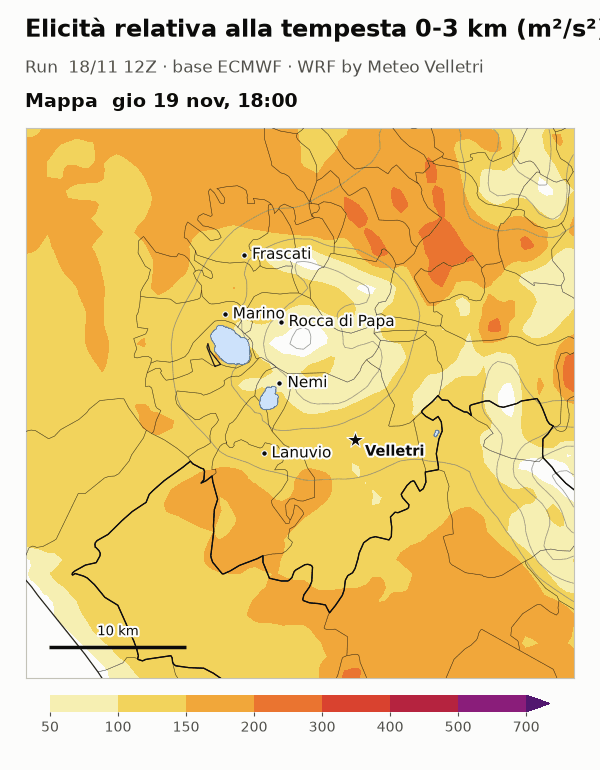 Elicità relativa alla tempesta 0-3 km (m²/s²)
Run 18/11 12Z · base ECMWF · WRF by Meteo Velletri
Mappa gio 19 nov, 18:00
Frascati
Marino
Rocca di Papa
Nemi
Velletri
Lanuvio
10 km
50 100 150 200 300 400 500 700